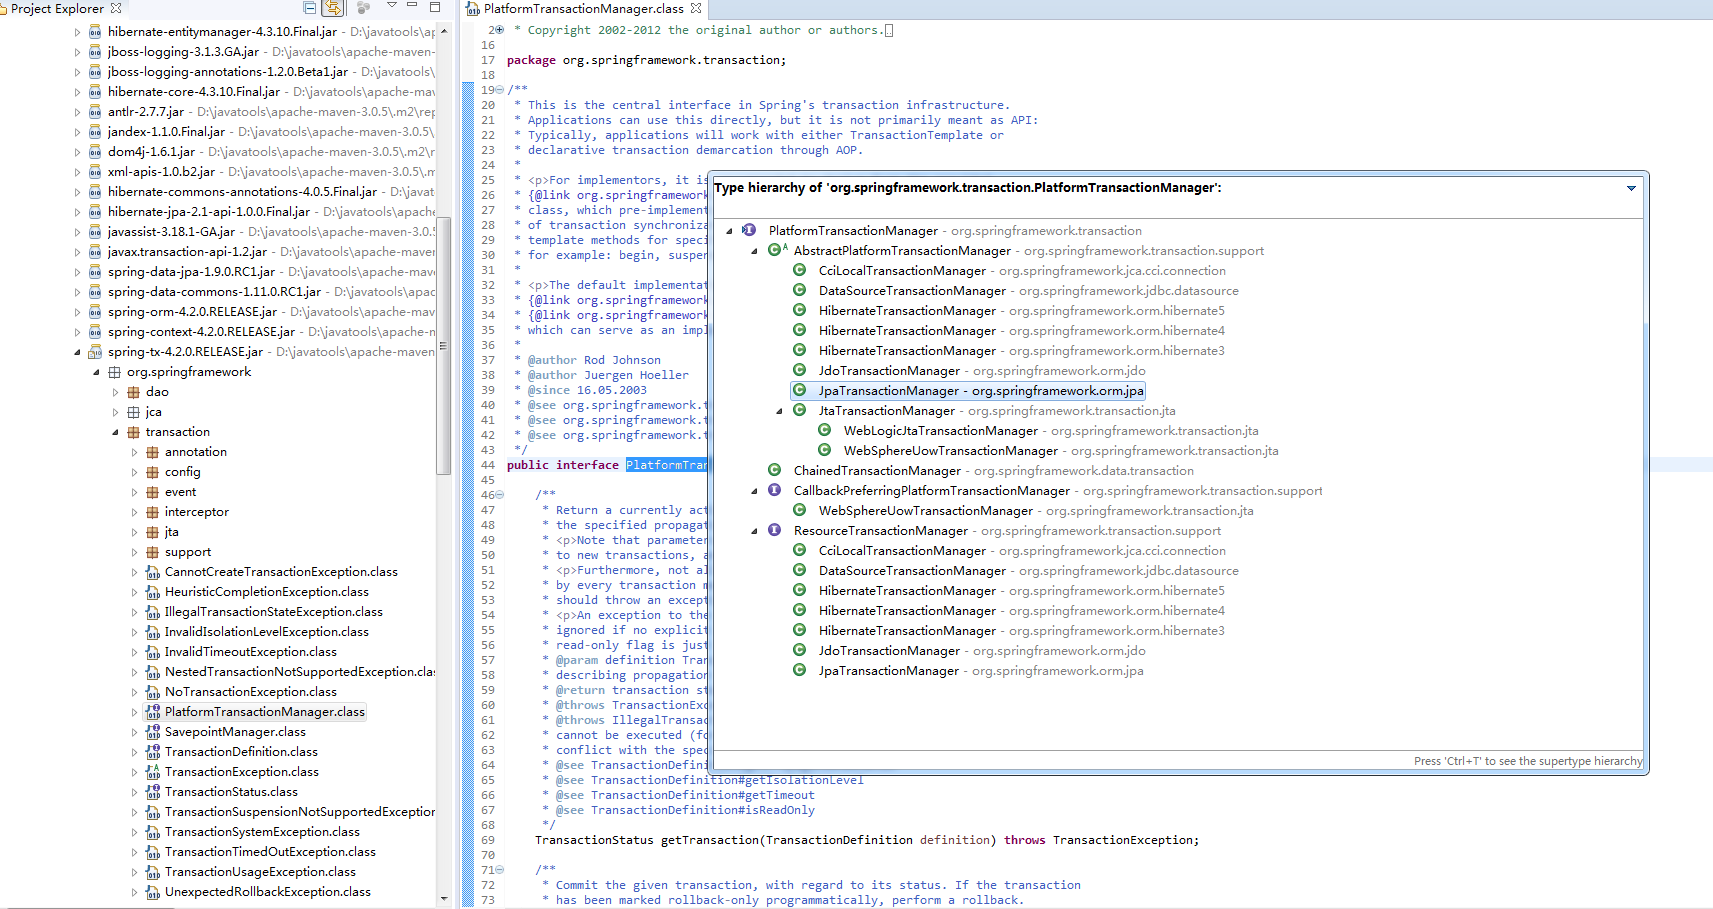 Project Explorer
hibernate-entitymanager-4.3.10.Final.jar - D:\javatools\ap
jboss-logging-3.1.3.GA.jar - D:\javatools\apache-maven-
jboss-logging-annotations-1.2.0.Beta1.jar - D:\javatools
hibernate-core-4.3.10.Final.jar - D:\javatools\apache-ma
antlr-2.7.7.jar - D:\javatools\apache-maven-3.0.5\.m2\rep
jandex-1.1.0.Final.jar - D:\javatools\apache-maven-3.0.5\
dom4j-1.6.1.jar - D:\javatools\apache-maven-3.0.5\.m2\r
xml-apis-1.0.b2.jar - D:\javatools\apache-maven-3.0.5\.m
hibernate-commons-annotations-4.0.5.Final.jar - D:\javat
hibernate-jpa-2.1-api-1.0.0.Final.jar - D:\javatools\apache
javassist-3.18.1-GA.jar - D:\javatools\apache-maven-3.0.5
javax.transaction-api-1.2.jar - D:\javatools\apache-maven
spring-data-jpa-1.9.0.RC1.jar - D:\javatools\apache-maven
spring-data-commons-1.11.0.RC1.jar - D:\javatools\apac
spring-orm-4.2.0.RELEASE.jar - D:\javatools\apache-mave
spring-context-4.2.0.RELEASE.jar - D:\javatools\apache-m
spring-tx-4.2.0.RELEASE.jar - D:\javatools\apache-maven
org.springframework
dao
jca
transaction
annotation
config
event
interceptor
jta
support
CannotCreateTransactionException.class
HeuristicCompletionException.class
IllegalTransactionStateException.class
InvalidIsolationLevelException.class
InvalidTimeoutException.class
NestedTransactionNotSupportedException.clas
NoTransactionException.class
PlatformTransactionManager.class
SavepointManager.class
TransactionDefinition.class
TransactionException.class
TransactionStatus.class
TransactionSuspensionNotSupportedException
TransactionSystemException.class
TransactionTimedOutException.class
TransactionUsageException.class
UnexpectedRollbackException.class
PlatformTransactionManager.class
2 * Copyright 2002-2012 the original author or authors.
16
17 package org.springframework.transaction;
18
19 /**
20 * This is the central interface in Spring's transaction infrastructure.
21 * Applications can use this directly, but it is not primarily meant as API:
22 * Typically, applications will work with either TransactionTemplate or
23 * declarative transaction demarcation through AOP.
24 *
25 * <p>For implementors, it is
26 * {@link org.springframework
27 * class, which pre-implement
28 * of transaction synchroniza
29 * template methods for speci
30 * for example: begin, suspen
31 *
32 * <p>The default implementat
33 * {@link org.springframework
34 * {@link org.springframework
35 * which can serve as an impl
36 *
37 * @author Rod Johnson
38 * @author Juergen Hoeller
39 * @since 16.05.2003
40 * @see org.springframework.t
41 * @see org.springframework.t
42 * @see org.springframework.t
43 */
44 public interface PlatformTran
45
46 /**
47 * Return a currently act
48 * the specified propagat
49 * <p>Note that parameter
50 * to new transactions, a
51 * <p>Furthermore, not al
52 * by every transaction m
53 * should throw an except
54 * <p>An exception to the
55 * ignored if no explicit
56 * read-only flag is just
57 * @param definition Tran
58 * describing propagation
59 * @return transaction st
60 * @throws TransactionExc
61 * @throws IllegalTransac
62 * cannot be executed (fo
63 * conflict with the spec
64 * @see TransactionDefini
65 * @see TransactionDefinition#getIsolationLevel
66 * @see TransactionDefinition#getTimeout
67 * @see TransactionDefinition#isReadOnly
68 */
69 TransactionStatus getTransaction(TransactionDefinition definition) throws TransactionException;
70
71 /**
72 * Commit the given transaction, with regard to its status. If the transaction
73 * has been marked rollback-only programmatically, perform a rollback.
Type hierarchy of 'org.springframework.transaction.PlatformTransactionManager':
PlatformTransactionManager - org.springframework.transaction
AbstractPlatformTransactionManager - org.springframework.transaction.support
CciLocalTransactionManager - org.springframework.jca.cci.connection
DataSourceTransactionManager - org.springframework.jdbc.datasource
HibernateTransactionManager - org.springframework.orm.hibernate5
HibernateTransactionManager - org.springframework.orm.hibernate4
HibernateTransactionManager - org.springframework.orm.hibernate3
JdoTransactionManager - org.springframework.orm.jdo
JpaTransactionManager - org.springframework.orm.jpa
JtaTransactionManager - org.springframework.transaction.jta
WebLogicJtaTransactionManager - org.springframework.transaction.jta
WebSphereUowTransactionManager - org.springframework.transaction.jta
ChainedTransactionManager - org.springframework.data.transaction
CallbackPreferringPlatformTransactionManager - org.springframework.transaction.support
WebSphereUowTransactionManager - org.springframework.transaction.jta
ResourceTransactionManager - org.springframework.transaction.support
CciLocalTransactionManager - org.springframework.jca.cci.connection
DataSourceTransactionManager - org.springframework.jdbc.datasource
HibernateTransactionManager - org.springframework.orm.hibernate5
HibernateTransactionManager - org.springframework.orm.hibernate4
HibernateTransactionManager - org.springframework.orm.hibernate3
JdoTransactionManager - org.springframework.orm.jdo
JpaTransactionManager - org.springframework.orm.jpa
Press 'Ctrl+T' to see the supertype hierarchy